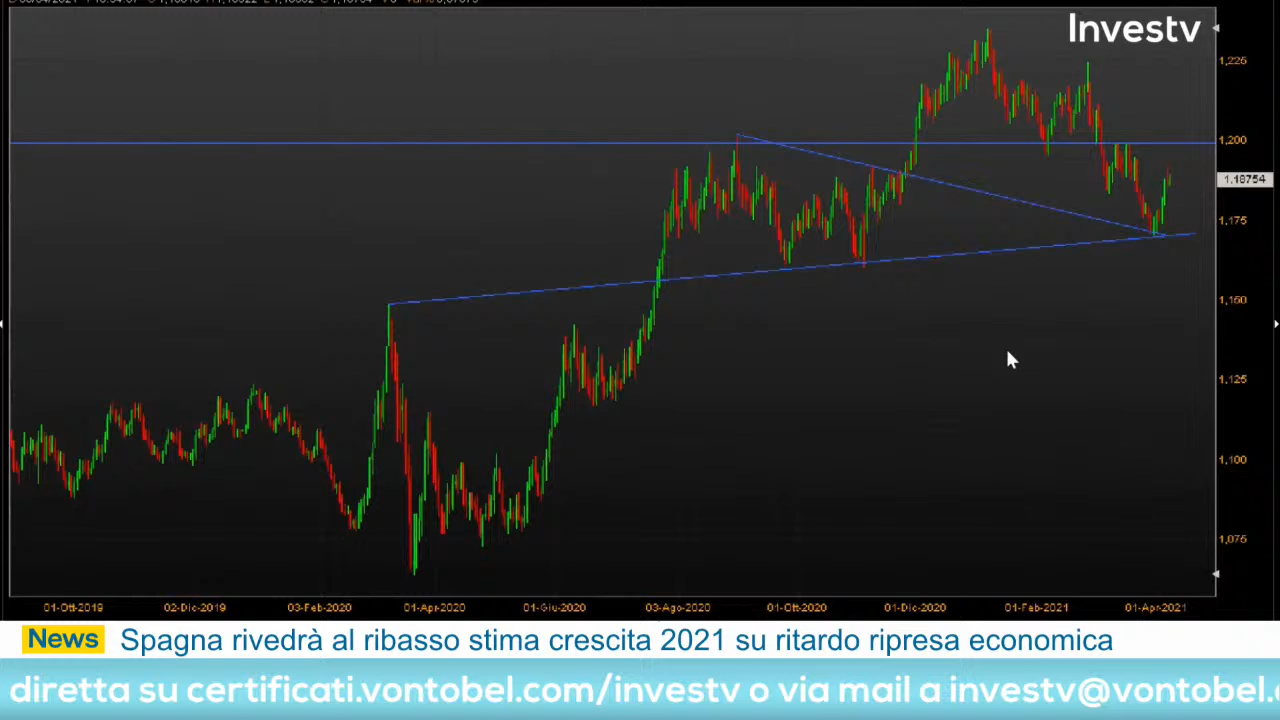 Investv
1,225
1,200
1,18754
1,175
1,150
1,125
1,100
1,075
01-Ott-2019 02-Dic-2019 03-Feb-2020 01-Apr-2020 01-Giu-2020 03-Ago-2020 01-Ott-2020 01-Dic-2020 01-Feb-2021 01-Apr-2021
News Spagna rivedrà al ribasso stima crescita 2021 su ritardo ripresa economica
diretta su certificati.vontobel.com/investv o via mail a investv@vontobel.